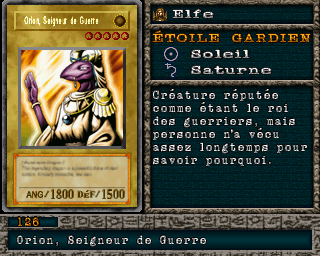 Orion, Seigneur de Guerre
ANG/1800 DéF/1500
Elfe
ÉTOILE GARDIEN
Soleil
Saturne
Créature réputée
comme étant le roi
des guerriers, mais
personne n'a vécu
assez longtemps pour
savoir pourquoi.
126
Orion, Seigneur de Guerre